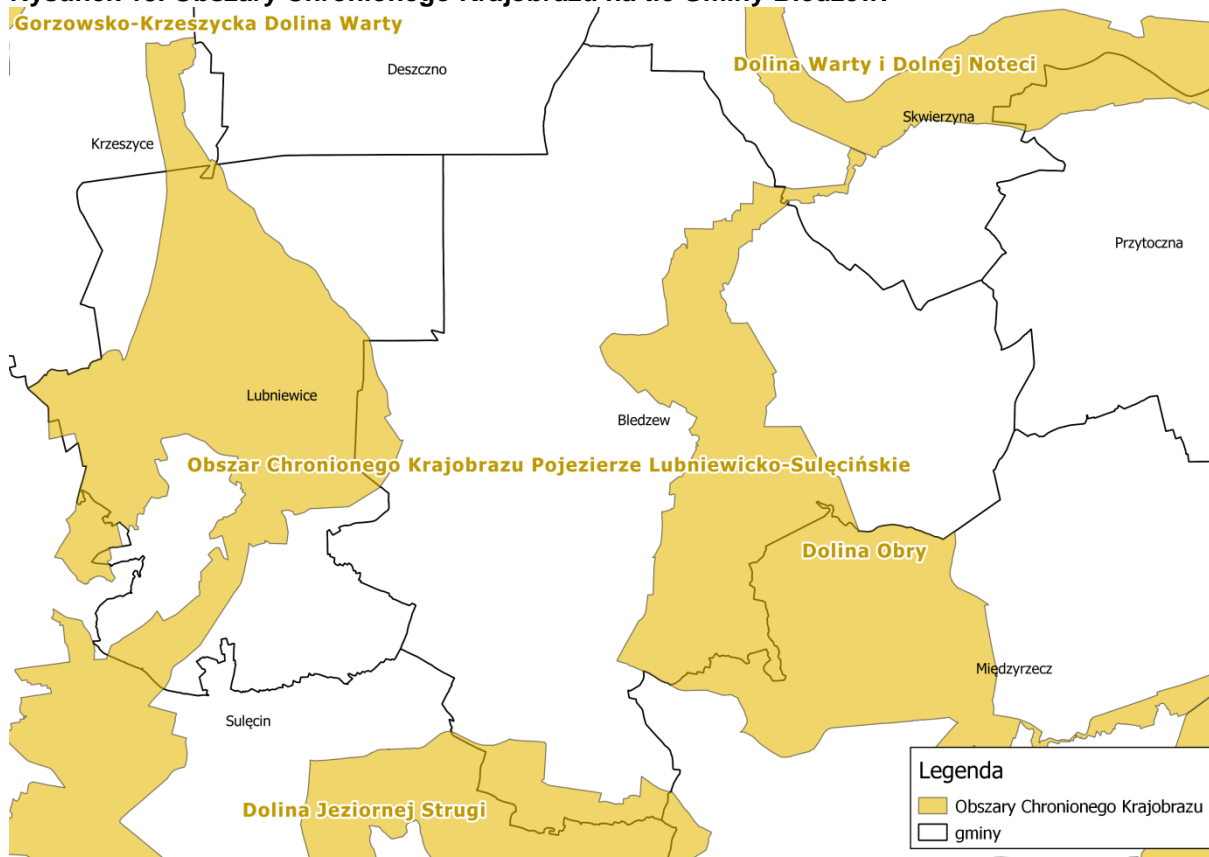 Gorzowsko-Krzeszycka Dolina Warty
Deszczno
Dolina Warty i Dolnej Noteci
Skwierzyna
Krzeszyce
Przytoczna
Lubniewice
Bledzew
Obszar Chronionego Krajobrazu Pojezierze Lubniewicko-Sulęcińskie
Dolina Obry
Międzyrzecz
Sulęcin
Dolina Jeziornej Strugi
Legenda
Obszary Chronionego Krajobrazu
gminy